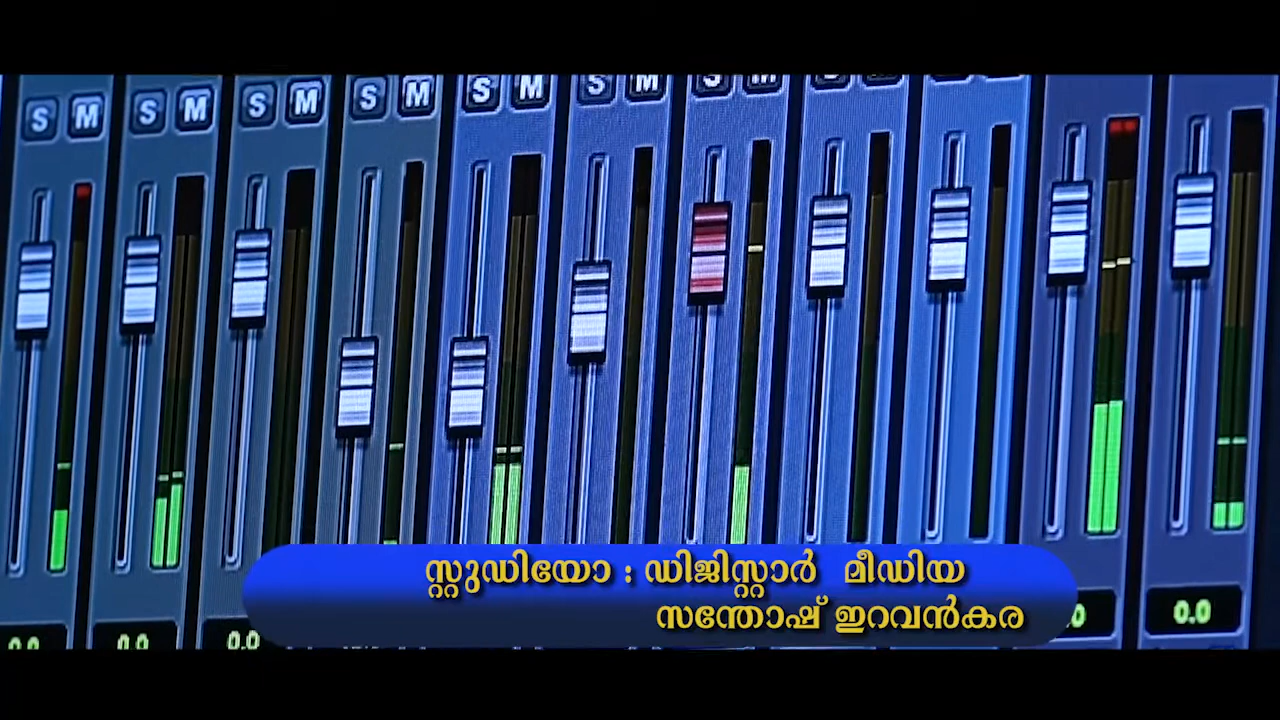 S M S M S M S M S M S M S M
സ്റ്റുഡിയോ : ഡിജിസ്റ്റാർ മീഡിയ
സന്തോഷ് ഇറവൻകര
0.0 0.0